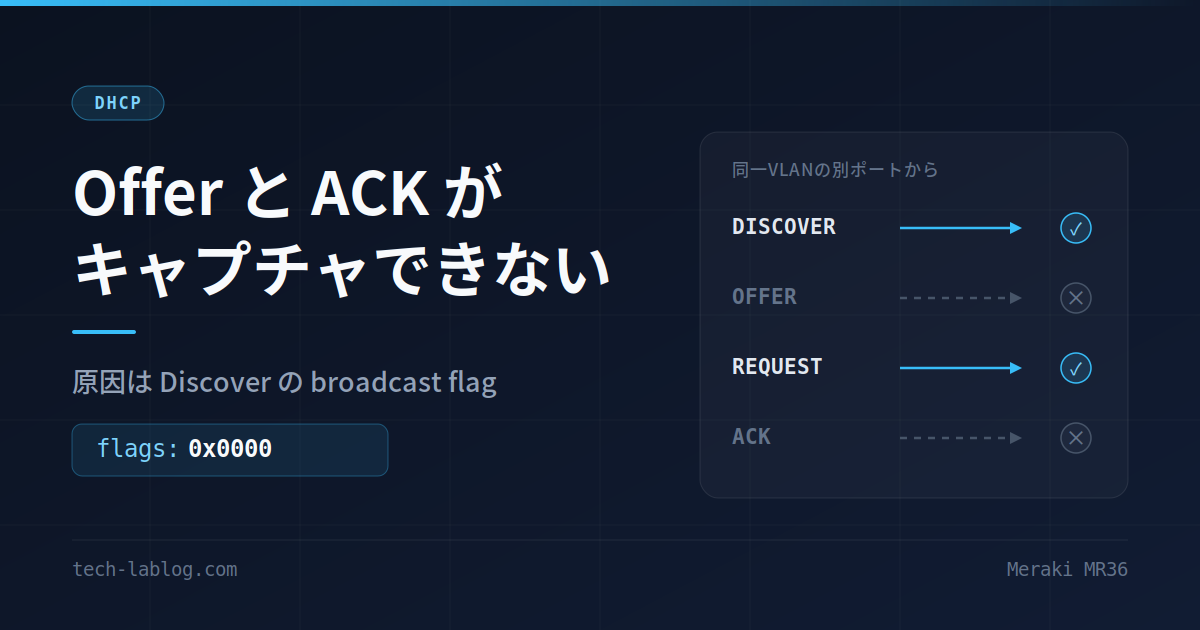 DHCP
Offer と ACK が
キャプチャできない
原因は Discover の broadcast flag
flags: 0x0000
同一VLANの別ポートから
DISCOVER
OFFER
REQUEST
ACK
tech-lablog.com
Meraki MR36